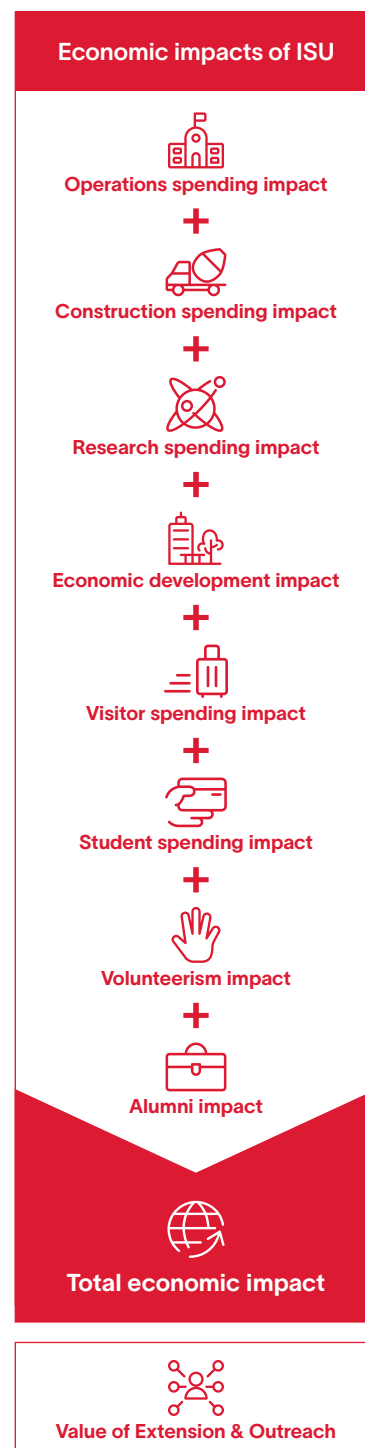 Economic impacts of ISU
Operations spending impact
+
Construction spending impact
+
Research spending impact
+
Economic development impact
+
Visitor spending impact
+
Student spending impact
+
Volunteerism impact
+
Alumni impact
Total economic impact
Value of Extension & Outreach